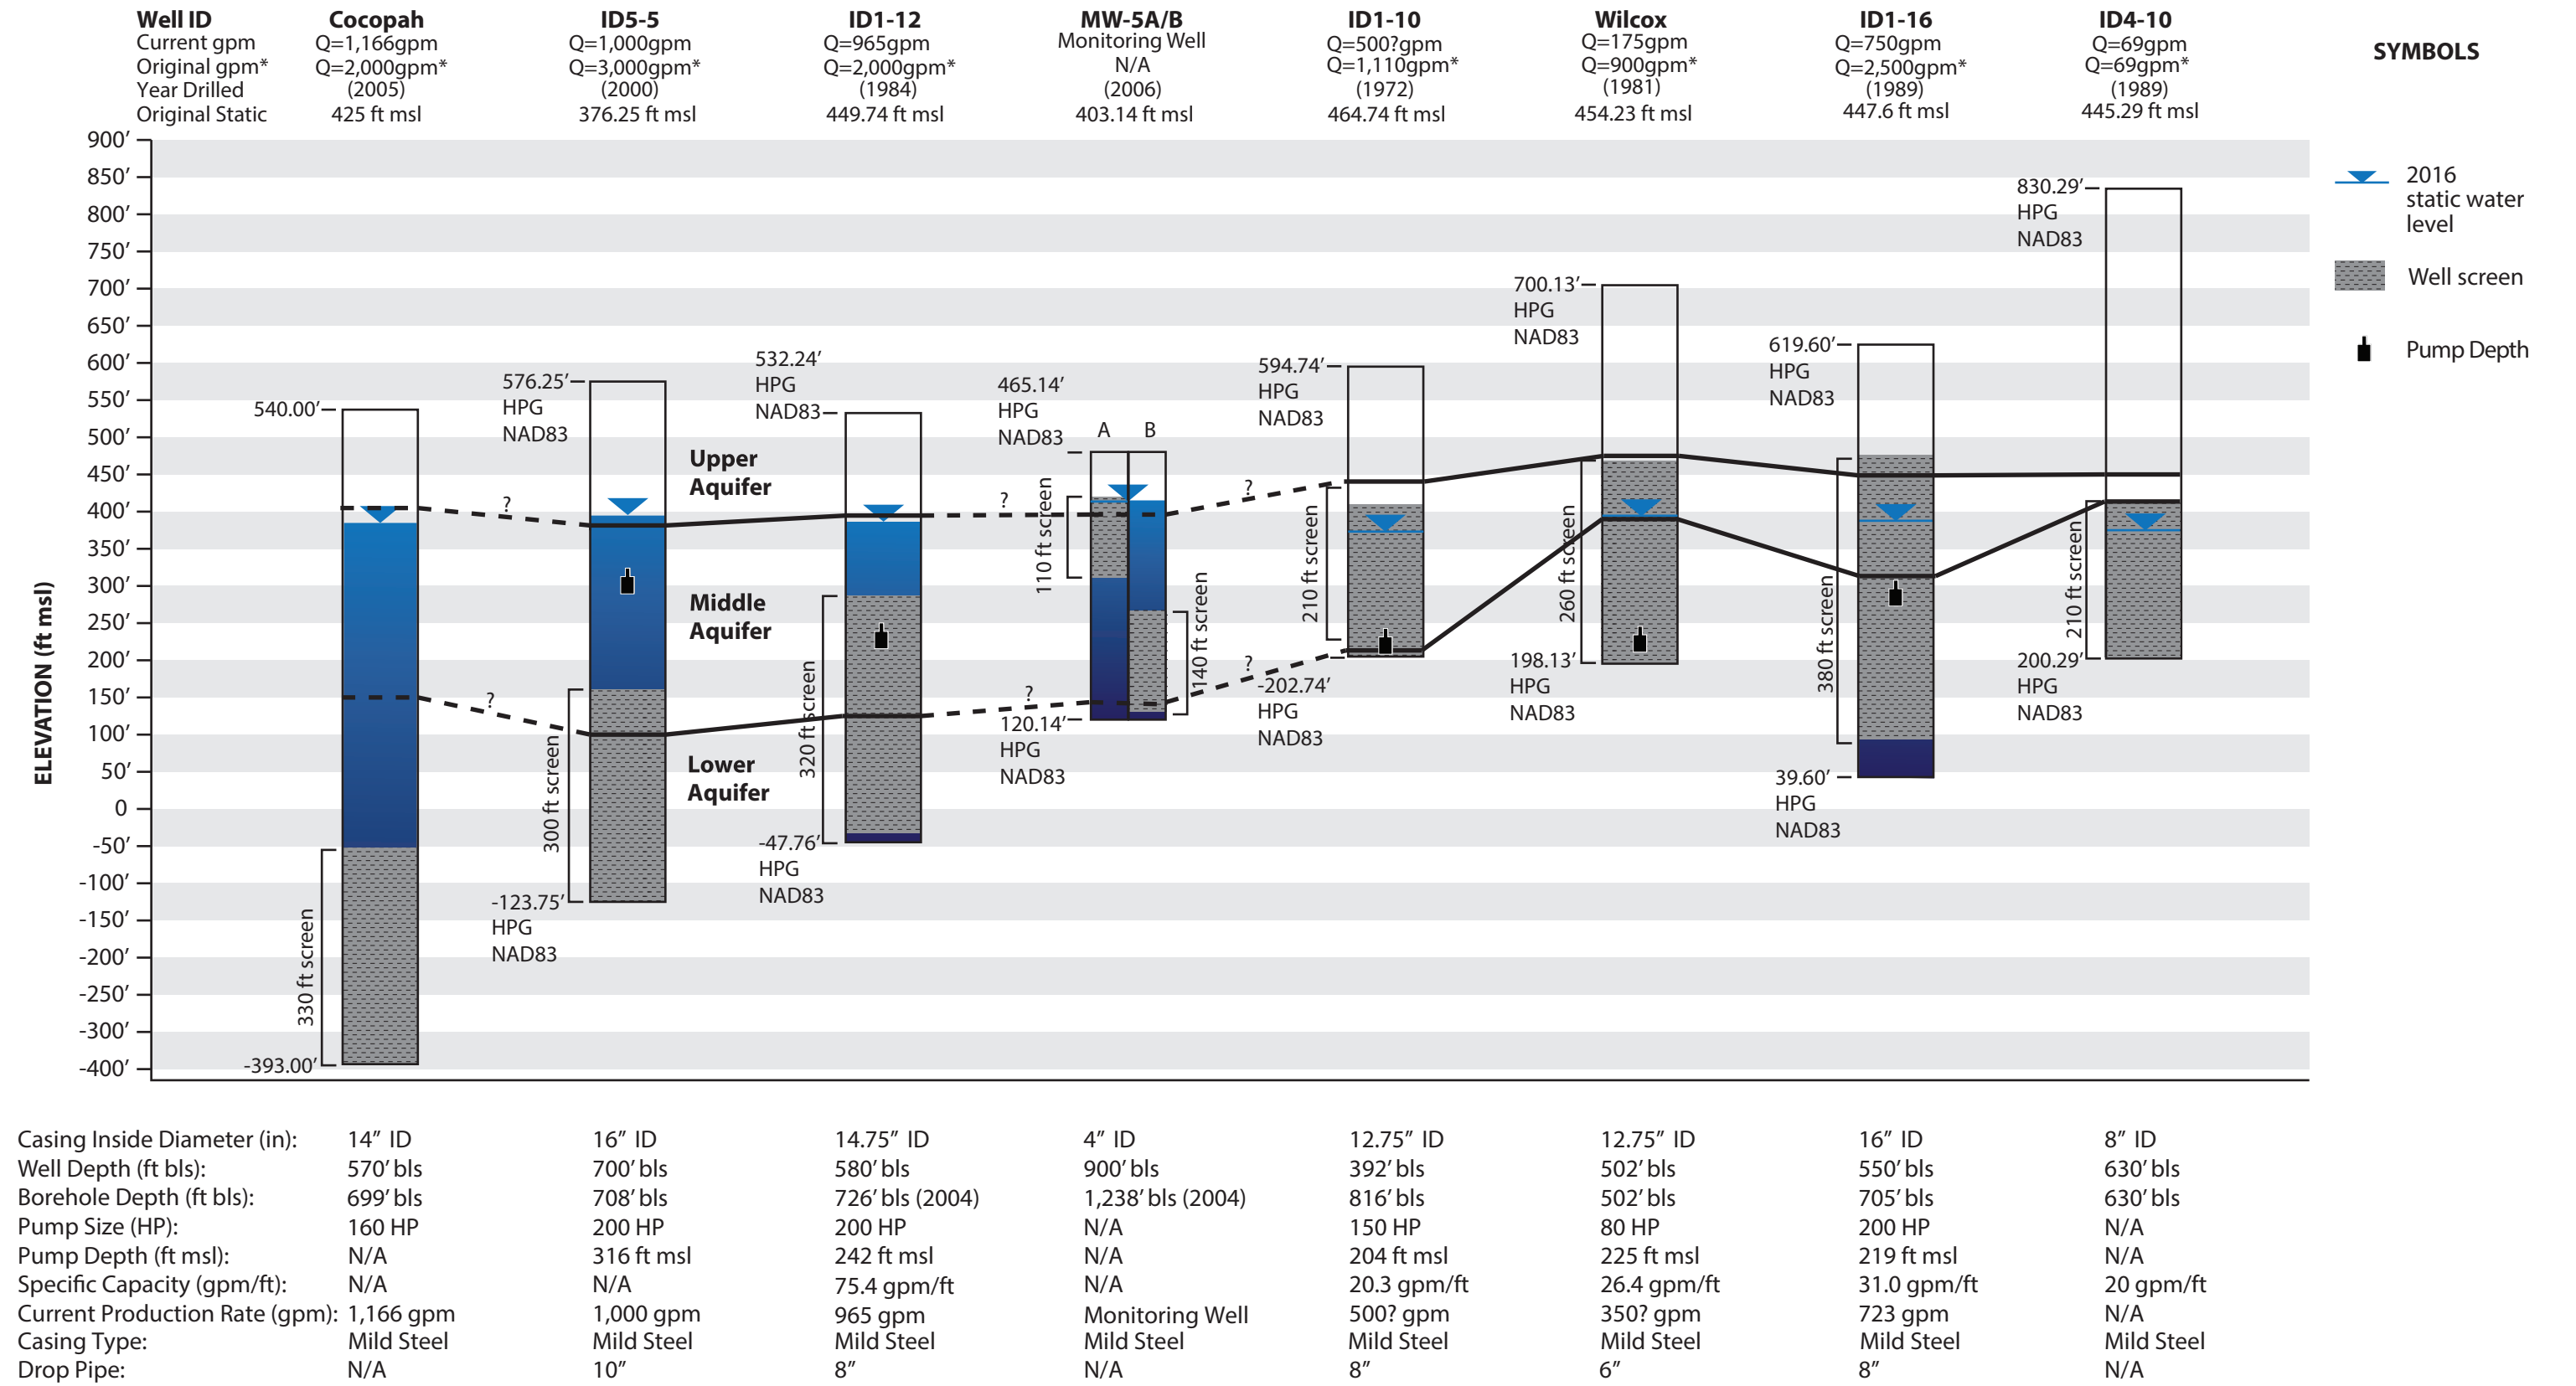 Well ID
Current gpm
Original gpm*
Year Drilled
Original Static
Cocopah
Q=1,166gpm
Q=2,000gpm*
(2005)
425 ft msl
ID5-5
Q=1,000gpm
Q=3,000gpm*
(2000)
376.25 ft msl
ID1-12
Q=965gpm
Q=2,000gpm*
(1984)
449.74 ft msl
MW-5A/B
Monitoring Well
N/A
(2006)
403.14 ft msl
ID1-10
Q=500?gpm
Q=1,110gpm*
(1972)
464.74 ft msl
Wilcox
Q=175gpm
Q=900gpm*
(1981)
454.23 ft msl
ID1-16
Q=750gpm
Q=2,500gpm*
(1989)
447.6 ft msl
ID4-10
Q=69gpm
Q=69gpm*
(1989)
445.29 ft msl
SYMBOLS
2016
static water
level
Well screen
Pump Depth
ELEVATION (ft msl)
900’
850’
800’
750’
700’
650’
600’
550’
500’
450’
400’
350’
300’
250’
200’
150’
100’
50’
0
-50’
-100’
-150’
-200’
-250’
-300’
-350’
-400’
540.00’
330 ft screen
-393.00’
?
?
576.25’
HPG
NAD83
300 ft screen
-123.75’
HPG
NAD83
Upper
Aquifer
Middle
Aquifer
Lower
Aquifer
532.24’
HPG
NAD83
320 ft screen
-47.76’
HPG
NAD83
?
?
465.14’
HPG
NAD83
A B
110 ft screen
140 ft screen
120.14’
HPG
NAD83
?
?
594.74’
HPG
NAD83
210 ft screen
-202.74’
HPG
NAD83
700.13’
HPG
NAD83
260 ft screen
198.13’
HPG
NAD83
619.60’
HPG
NAD83
380 ft screen
39.60’
HPG
NAD83
830.29’
HPG
NAD83
210 ft screen
200.29’
HPG
NAD83
Casing Inside Diameter (in): 14” ID 16” ID 14.75” ID 4” ID 12.75” ID 12.75” ID 16” ID 8” ID
Well Depth (ft bls): 570’ bls 700’ bls 580’ bls 900’ bls 392’ bls 502’ bls 550’ bls 630’ bls
Borehole Depth (ft bls): 699’ bls 708’ bls 726’ bls (2004) 1,238’ bls (2004) 816’ bls 502’ bls 705’ bls 630’ bls
Pump Size (HP): 160 HP 200 HP 200 HP N/A 150 HP 80 HP 200 HP N/A
Pump Depth (ft msl): N/A 316 ft msl 242 ft msl N/A 204 ft msl 225 ft msl 219 ft msl N/A
Specific Capacity (gpm/ft): N/A N/A 75.4 gpm/ft N/A 20.3 gpm/ft 26.4 gpm/ft 31.0 gpm/ft 20 gpm/ft
Current Production Rate (gpm): 1,166 gpm 1,000 gpm 965 gpm Monitoring Well 500? gpm 350? gpm 723 gpm N/A
Casing Type: Mild Steel Mild Steel Mild Steel Mild Steel Mild Steel Mild Steel Mild Steel Mild Steel
Drop Pipe: N/A 10” 8” N/A 8” 6” 8” N/A